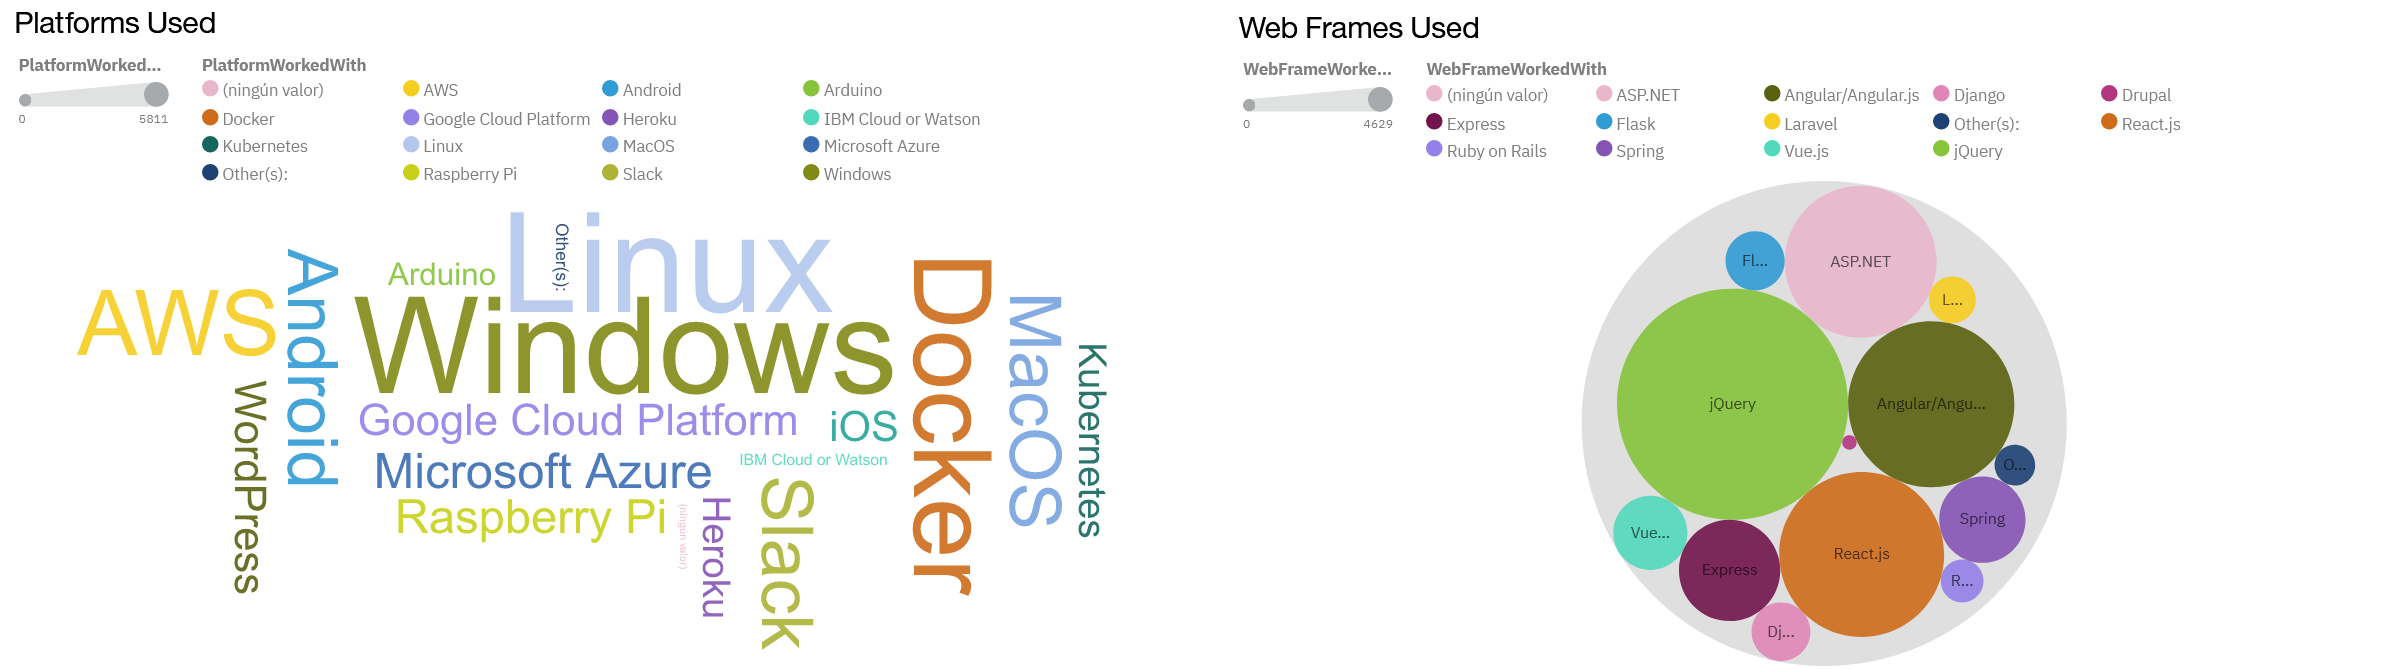 Platforms Used
PlatformWorked...
0
5811
PlatformWorkedWith
(ningún valor) AWS Android Arduino
Docker Google Cloud Platform Heroku IBM Cloud or Watson
Kubernetes Linux MacOS Microsoft Azure
Other(s): Raspberry Pi Slack Windows
Linux
Other(s):
Arduino
AWS
Android
Windows
Docker
MacOS
Kubernetes
WordPress
Google Cloud Platform
iOS
Microsoft Azure
IBM Cloud or Watson
Raspberry Pi
(ningún valor)
Heroku
Slack
Web Frames Used
WebFrameWorke...
0
4629
WebFrameWorkedWith
(ningún valor) ASP.NET Angular/Angular.js Django Drupal
Express Flask Laravel Other(s): React.js
Ruby on Rails Spring Vue.js jQuery
Fl...
ASP.NET
L...
jQuery
Angular/Angu...
O...
Vue...
Spring
Express
React.js
R...
Dj...